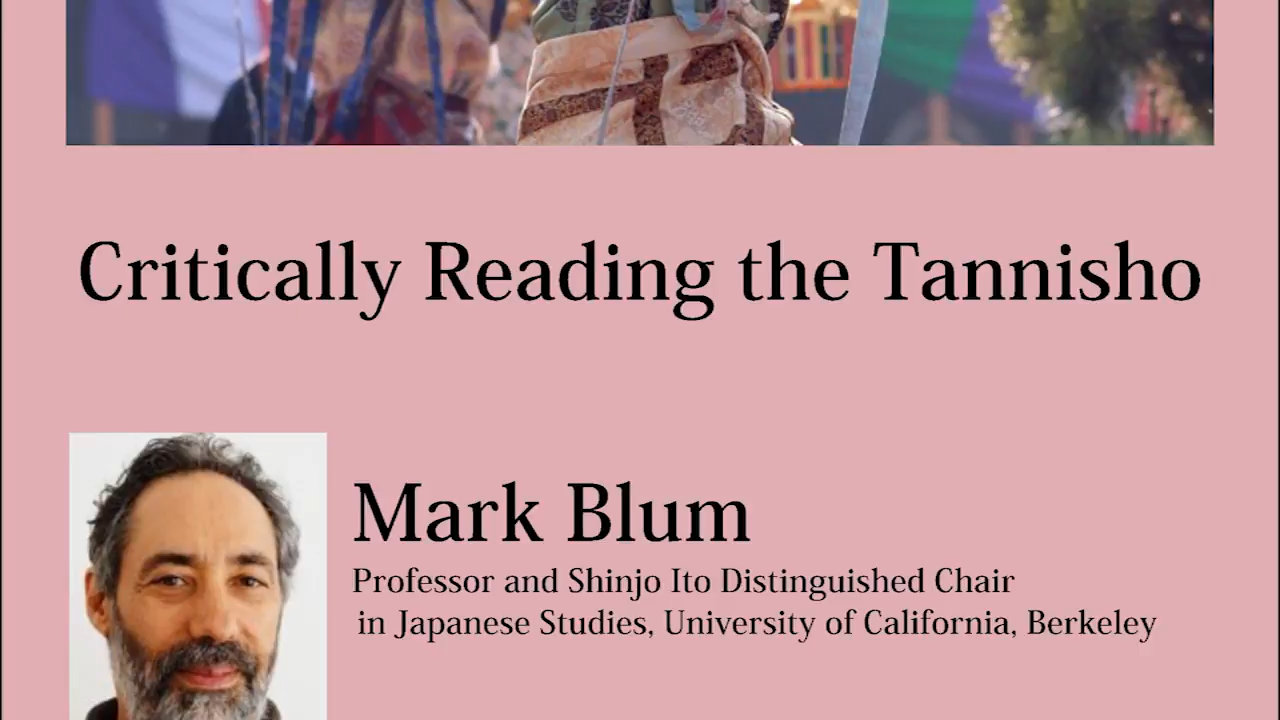 Critically Reading the Tannisho
Mark Blum
Professor and Shinjo Ito Distinguished Chair
in Japanese Studies, University of California, Berkeley